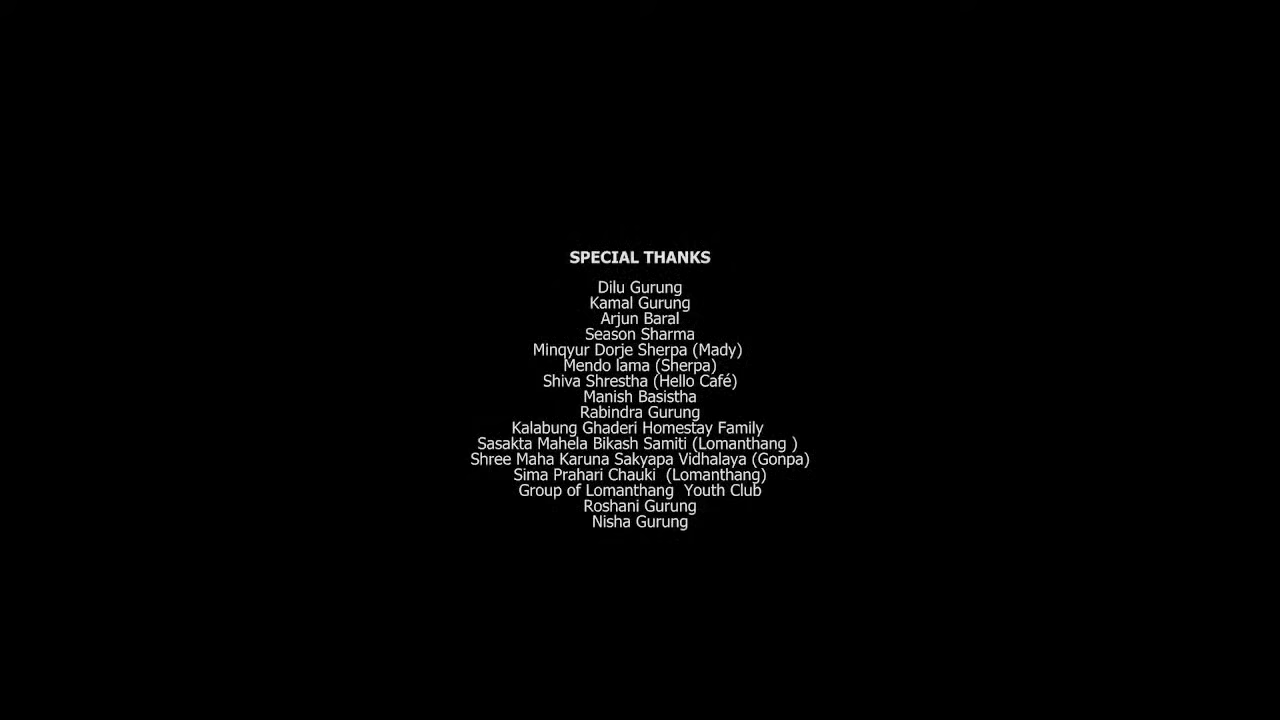 SPECIAL THANKS
Dilu Gurung
Kamal Gurung
Arjun Baral
Season Sharma
Minqyur Dorje Sherpa (Mady)
Mendo lama (Sherpa)
Shiva Shrestha (Hello Café)
Manish Basistha
Rabindra Gurung
Kalabung Ghaderi Homestay Family
Sasakta Mahela Bikash Samiti (Lomanthang )
Shree Maha Karuna Sakyapa Vidhalaya (Gonpa)
Sima Prahari Chauki  (Lomanthang)
Group of Lomanthang  Youth Club
Roshani Gurung
Nisha Gurung